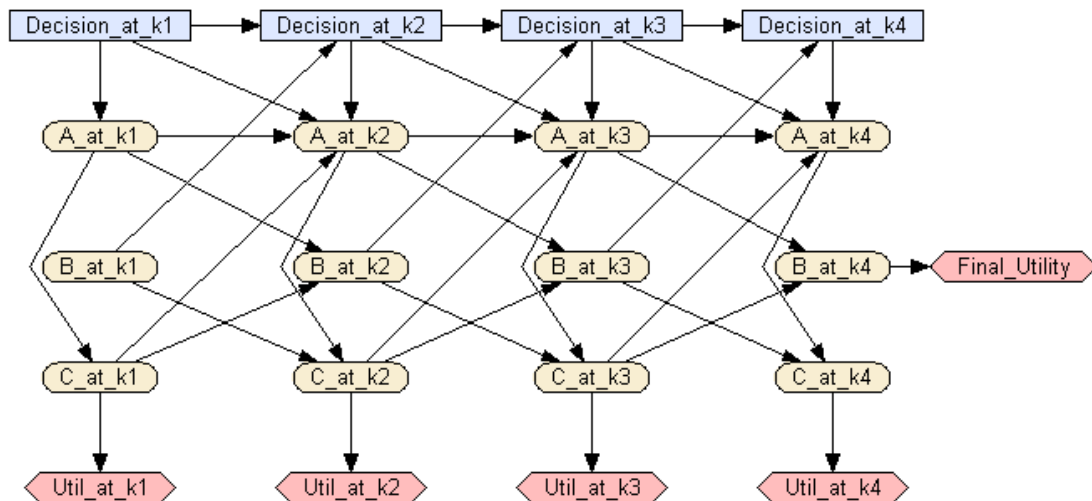 Decision_at_k1 Decision_at_k2 Decision_at_k3 Decision_at_k4
A_at_k1 A_at_k2 A_at_k3 A_at_k4
B_at_k1 B_at_k2 B_at_k3 B_at_k4 Final_Utility
C_at_k1 C_at_k2 C_at_k3 C_at_k4
Util_at_k1 Util_at_k2 Util_at_k3 Util_at_k4